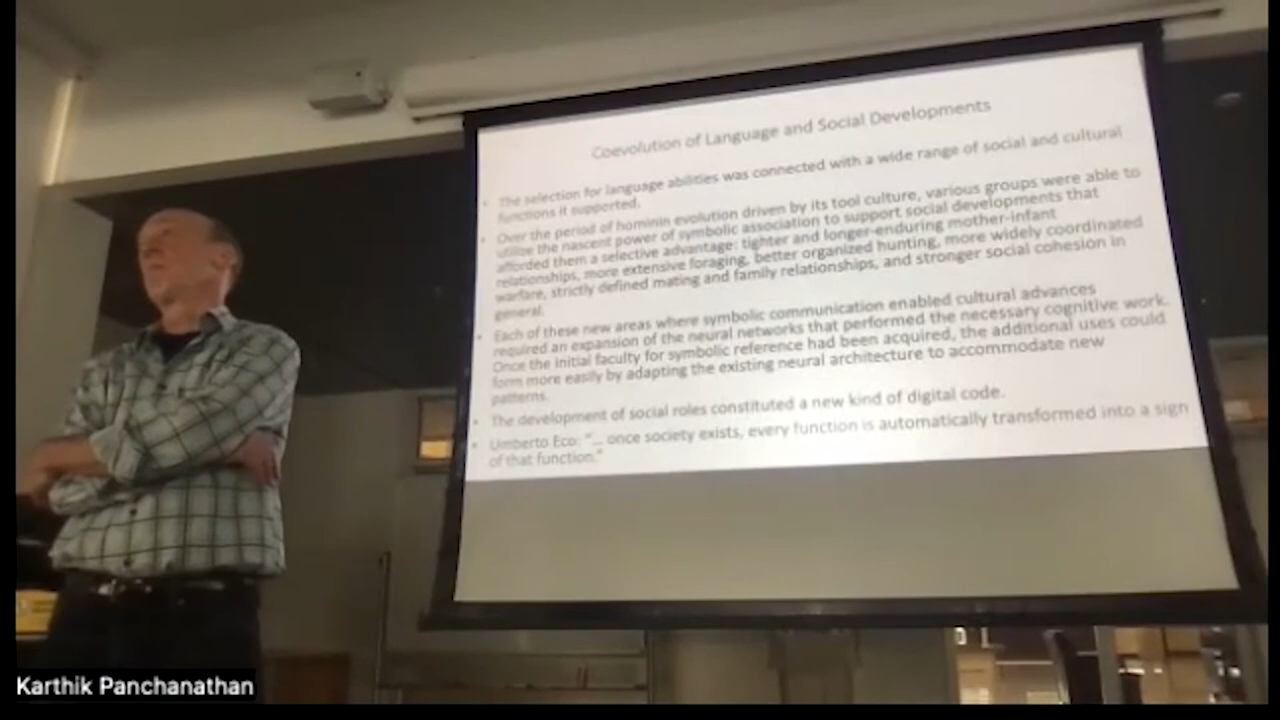 Coevolution of Language and Social Developments
• The selection for language abilities was connected with a wide range of social and cultural
functions it supported.
• Over the period of hominin evolution driven by its tool culture, various groups were able to
utilize the nascent power of symbolic association to support social developments that
afforded them a selective advantage: tighter and longer-enduring mother-infant
relationships, more extensive foraging, better organized hunting, more widely coordinated
warfare, strictly defined mating and family relationships, and stronger social cohesion in
general.
• Each of these new areas where symbolic communication enabled cultural advances
required an expansion of the neural networks that performed the necessary cognitive work.
Once the initial faculty for symbolic reference had been acquired, the additional uses could
form more easily by adapting the existing neural architecture to accommodate new
patterns.
• The development of social roles constituted a new kind of digital code.
• Umberto Eco: "... once society exists, every function is automatically transformed into a sign
of that function."
Karthik Panchanathan